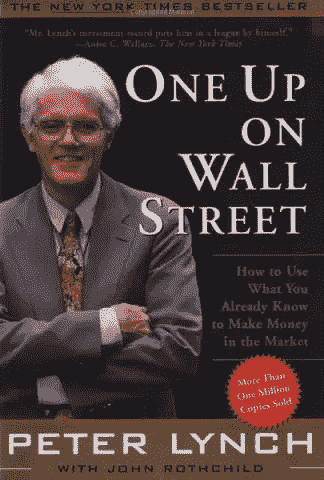 THE NEW YORK TIMES BESTSELLER
"Mr. Lynch's investment record puts him in a league by himself."
—Anise C. Wallace, The New York Times
ONE UP
ON
WALL
STREET
How to Use
What You
Already Know
to Make Money
in the Market
More Than
One Million
Copies Sold
PETER LYNCH
WITH JOHN ROTHCHILD